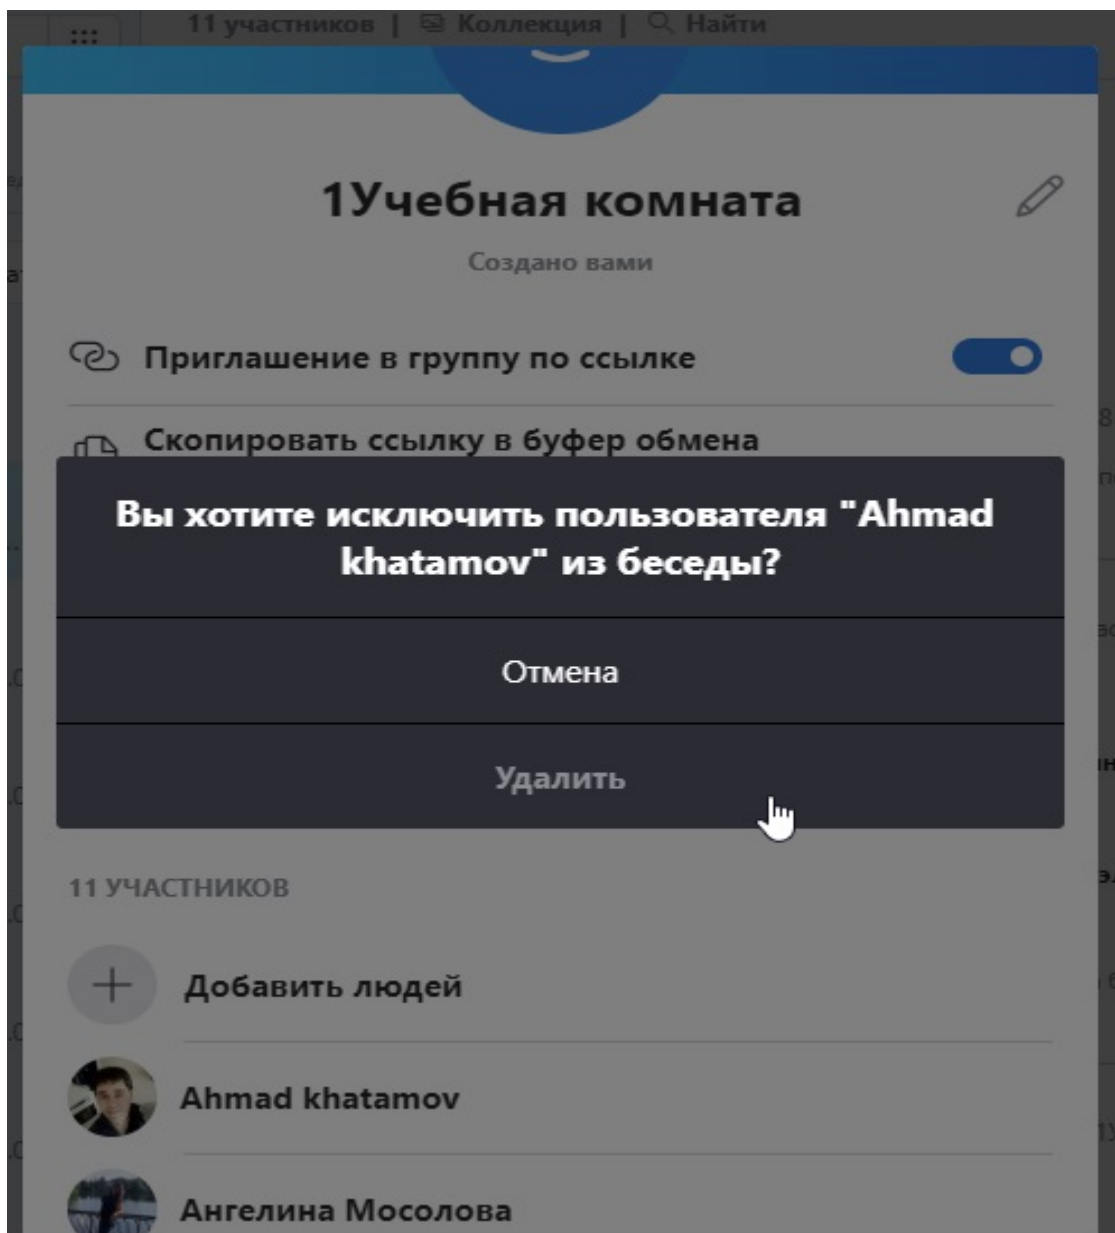 11 участников | Коллекция | Найти
1Учебная комната
Создано вами
Приглашение в группу по ссылке
Скопировать ссылку в буфер обмена
Вы хотите исключить пользователя "Ahmad
khatamov" из беседы?
Отмена
Удалить
11 УЧАСТНИКОВ
Добавить людей
Ahmad khatamov
Ангелина Мосолова